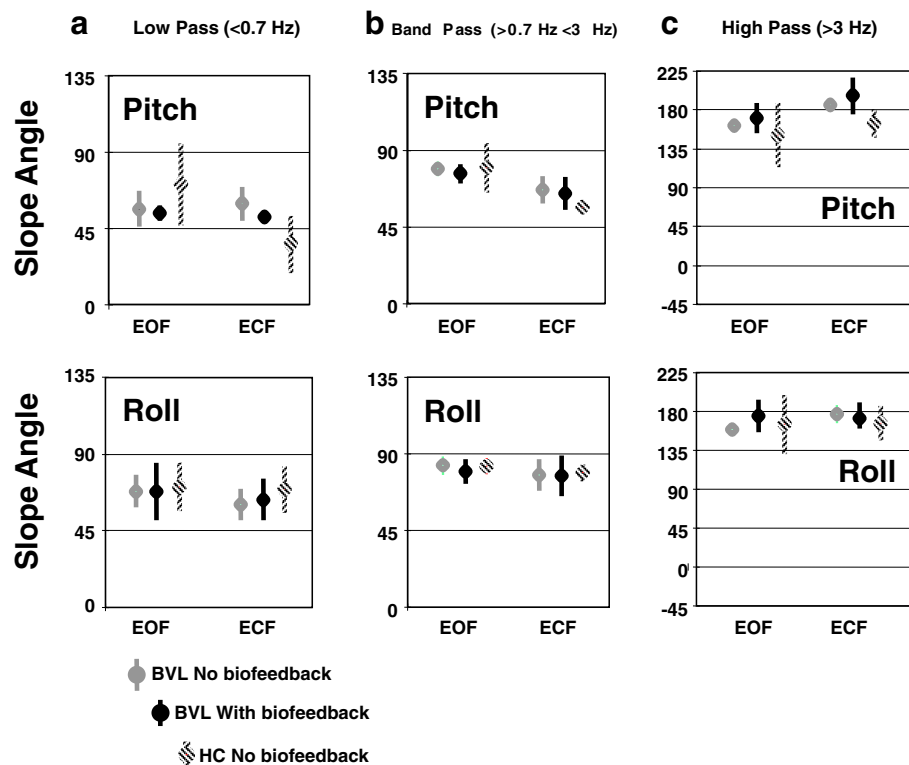 a Low Pass (<0.7 Hz)
b Band Pass (>0.7 Hz <3 Hz)
c High Pass (>3 Hz)
Slope Angle
135
90
45
0
Pitch
EOF ECF
135
90
45
0
Pitch
EOF ECF
225
180
135
90
45
0
-45
Pitch
EOF ECF
Slope Angle
135
90
45
0
Roll
EOF ECF
135
90
45
0
Roll
EOF ECF
225
180
135
90
45
0
-45
Roll
EOF ECF
BVL No biofeedback
BVL With biofeedback
HC No biofeedback